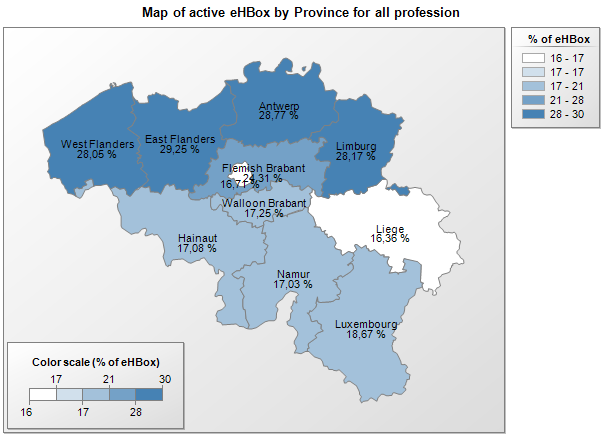 Map of active eHBox by Province for all profession
% of eHBox
16 - 17
17 - 17
17 - 21
21 - 28
28 - 30
Antwerp
28,77 %
West Flanders
28,05 %
East Flanders
29,25 %
Limburg
28,17 %
Flemish Brabant
24,31 %
16,71 %
Walloon Brabant
17,25 %
Liege
16,36 %
Hainaut
17,08 %
Namur
17,03 %
Luxembourg
18,67 %
Color scale (% of eHBox)
17 21 30
16 17 28